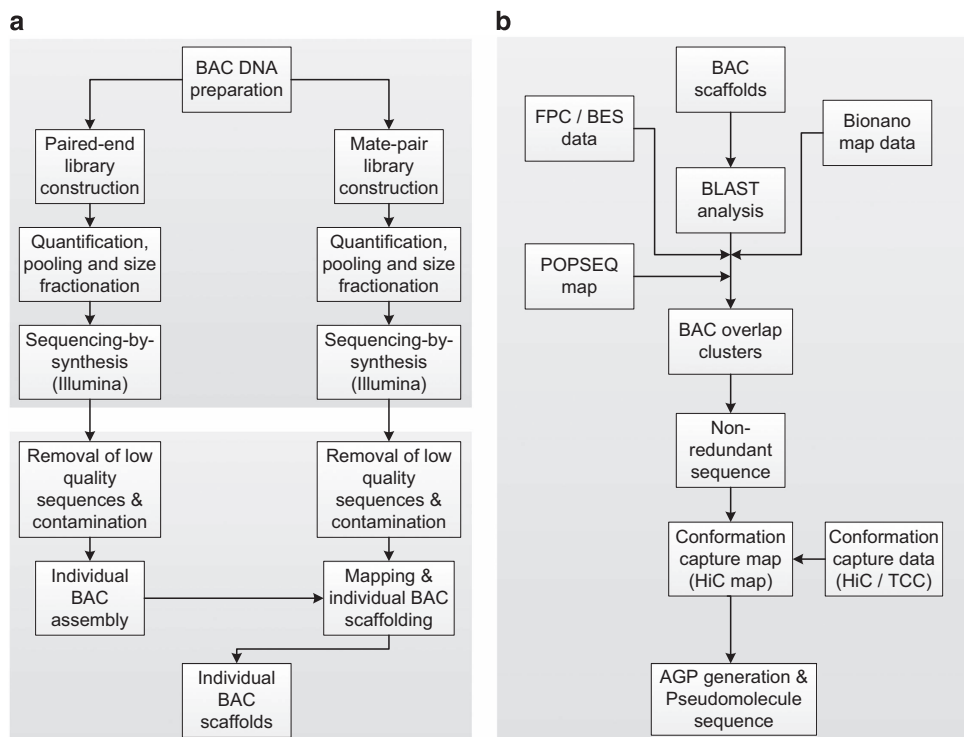 a
BAC DNA
preparation
Paired-end
library
construction
Mate-pair
library
construction
Quantification,
pooling and size
fractionation
Quantification,
pooling and size
fractionation
Sequencing-by-
synthesis
(Illumina)
Sequencing-by-
synthesis
(Illumina)
Removal of low
quality
sequences &
contamination
Removal of low
quality
sequences &
contamination
Individual
BAC
assembly
Mapping &
individual BAC
scaffolding
Individual
BAC
scaffolds
b
BAC
scaffolds
FPC / BES
data
Bionano
map data
BLAST
analysis
POPSEQ
map
BAC overlap
clusters
Non-
redundant
sequence
Conformation
capture map
(HiC map)
Conformation
capture data
(HiC / TCC)
AGP generation &
Pseudomolecule
sequence